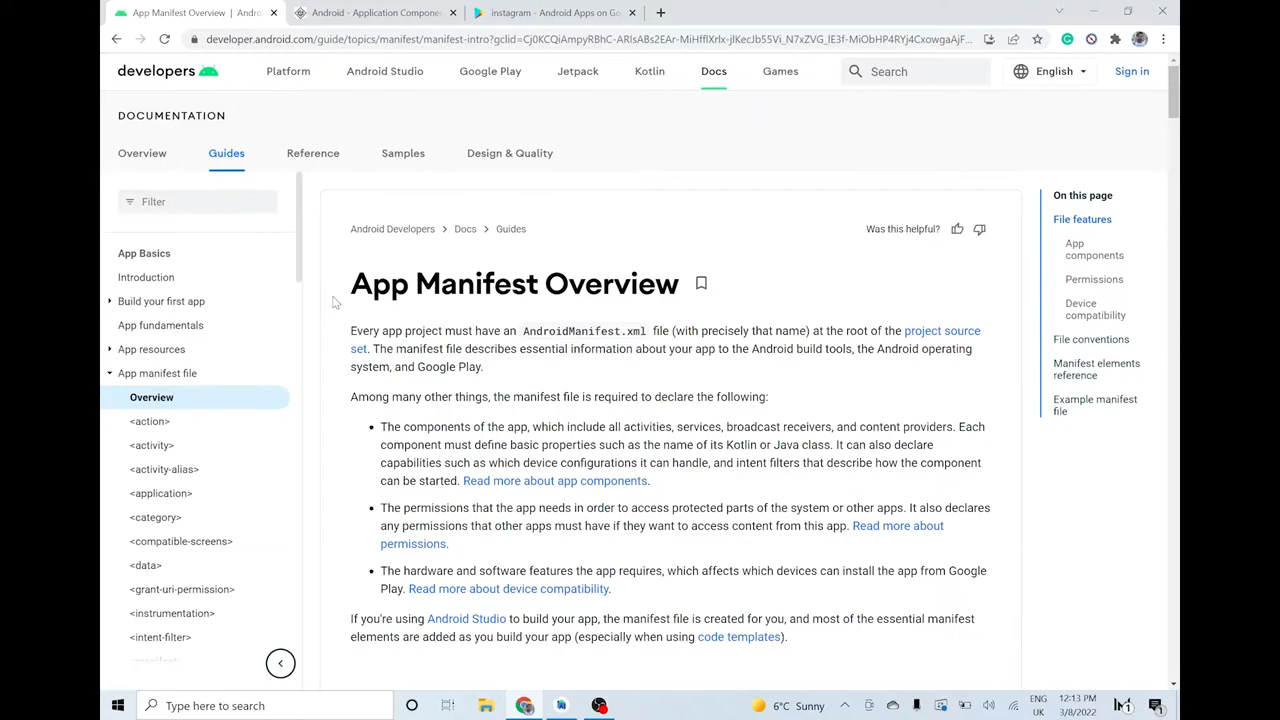 App Manifest Overview | Andro
Android - Application Componen
instagram - Android Apps on Go
developer.android.com/guide/topics/manifest/manifest-intro?gclid=
developers
Platform
Android Studio
Google Play
Jetpack
Kotlin
Docs
Games
Search
English
Sign in
DOCUMENTATION
Overview
Guides
Reference
Samples
Design & Quality
Filter
App Basics
Introduction
Build your first app
App fundamentals
App resources
App manifest file
Overview
<action>
<activity>
<activity-alias>
<application>
<category>
<compatible-screens>
<data>
<grant-uri-permission>
<instrumentation>
<intent-filter>
<manifest>
Android Developers > Docs > Guides
Was this helpful?
App Manifest Overview
Every app project must have an AndroidManifest.xml file (with precisely that name) at the root of the project source
set. The manifest file describes essential information about your app to the Android build tools, the Android operating
system, and Google Play.
Among many other things, the manifest file is required to declare the following:
• The components of the app, which include all activities, services, broadcast receivers, and content providers. Each
component must define basic properties such as the name of its Kotlin or Java class. It can also declare
capabilities such as which device configurations it can handle, and intent filters that describe how the component
can be started. Read more about app components.
• The permissions that the app needs in order to access protected parts of the system or other apps. It also declares
any permissions that other apps must have if they want to access content from this app. Read more about
permissions.
• The hardware and software features the app requires, which affects which devices can install the app from Google
Play. Read more about device compatibility.
If you're using Android Studio to build your app, the manifest file is created for you, and most of the essential manifest
elements are added as you build your app (especially when using code templates).
On this page
File features
App
components
Permissions
Device
compatibility
File conventions
Manifest elements
reference
Example manifest
file
Type here to search
6°C Sunny
ENG
UK
12:13 PM
3/8/2022
1
1